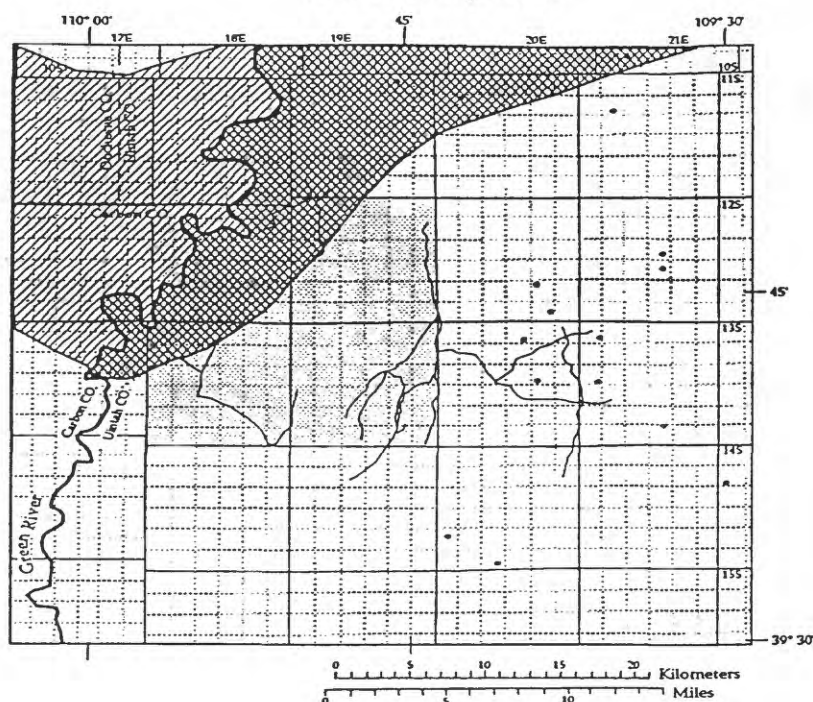 110° 00' 45' 109° 30'
17E 18E 19E 20E 21E
10S 10S
11S
Duchesne CO.
Uintah CO.
Carbon CO.
12S
45'
13S
Carbon CO.
Uintah CO.
14S
Green River
15S
39° 30'
0 5 10 15 20 Kilometers
0 5 10 Miles